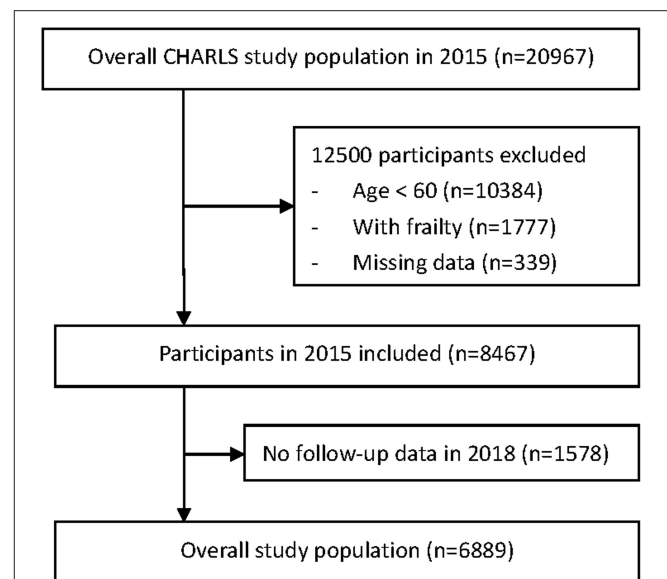 Overall CHARLS study population in 2015 (n=20967)
12500 participants excluded
- Age < 60 (n=10384)
- With frailty (n=1777)
- Missing data (n=339)
Participants in 2015 included (n=8467)
No follow-up data in 2018 (n=1578)
Overall study population (n=6889)